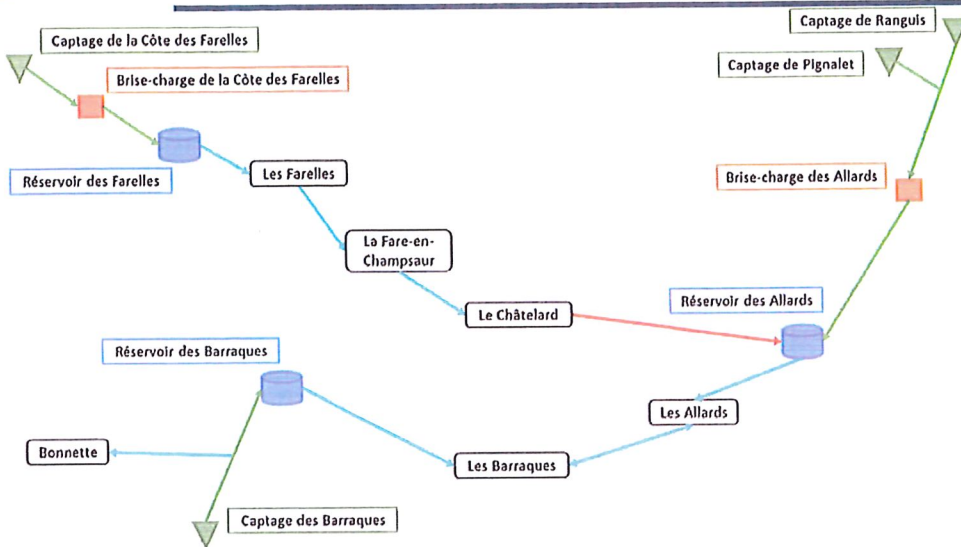 Captage de la Côte des Farelles
Captage de Ranguis
Captage de Pignalet
Brise-charge de la Côte des Farelles
Réservoir des Farelles
Les Farelles
Brise-charge des Allards
La Fare-en-
Champsaur
Le Châtelard
Réservoir des Allards
Réservoir des Barraques
Les Allards
Bonnette
Les Barraques
Captage des Barraques